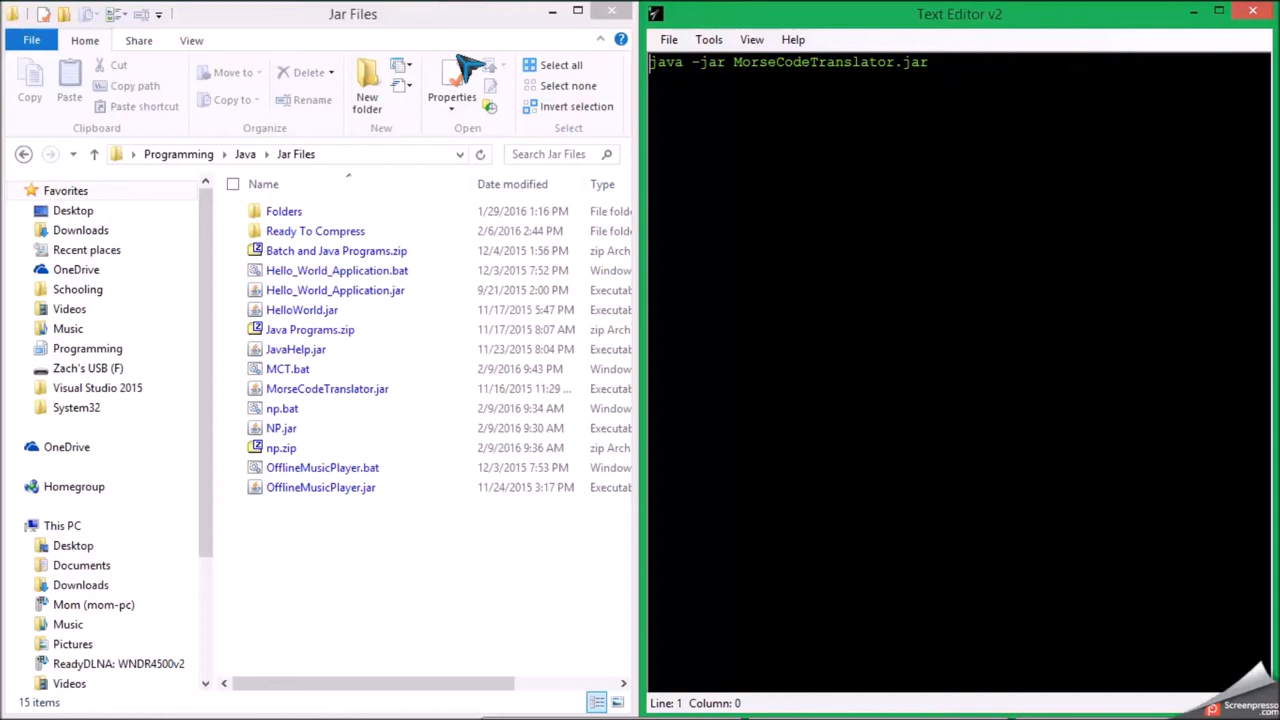 Jar Files
File Home Share View
Copy
Paste
Cut
Copy path
Paste shortcut
Clipboard
Move to
Copy to
Delete
Rename
Organize
New folder
New
Properties
Open
Select all
Select none
Invert selection
Select
Programming Java Jar Files
Search Jar Files
Name Date modified Type
Folders 1/29/2016 1:16 PM File folde
Ready To Compress 2/6/2016 2:44 PM File folde
Batch and Java Programs.zip 12/4/2015 1:56 PM zip Arch
Hello_World_Application.bat 12/3/2015 7:52 PM Window
Hello_World_Application.jar 9/21/2015 2:00 PM Executab
HelloWorld.jar 11/17/2015 5:47 PM Executab
Java Programs.zip 11/17/2015 8:07 AM zip Arch
JavaHelp.jar 11/23/2015 8:04 PM Executab
MCT.bat 2/9/2016 9:43 PM Window
MorseCodeTranslator.jar 11/16/2015 11:29 ... Executab
np.bat 2/9/2016 9:34 AM Window
NP.jar 2/9/2016 9:30 AM Executab
np.zip 2/9/2016 9:36 AM zip Arch
OfflineMusicPlayer.bat 12/3/2015 7:53 PM Window
OfflineMusicPlayer.jar 11/24/2015 3:17 PM Executab
Favorites
Desktop
Downloads
Recent places
OneDrive
Schooling
Videos
Music
Programming
Zach's USB (F)
Visual Studio 2015
System32
OneDrive
Homegroup
This PC
Desktop
Documents
Downloads
Mom (mom-pc)
Music
Pictures
ReadyDLNA: WNDR4500v2
Videos
15 items
Text Editor v2
File Tools View Help
java -jar MorseCodeTranslator.jar
Line: 1 Column: 0
Screenpresso
.com